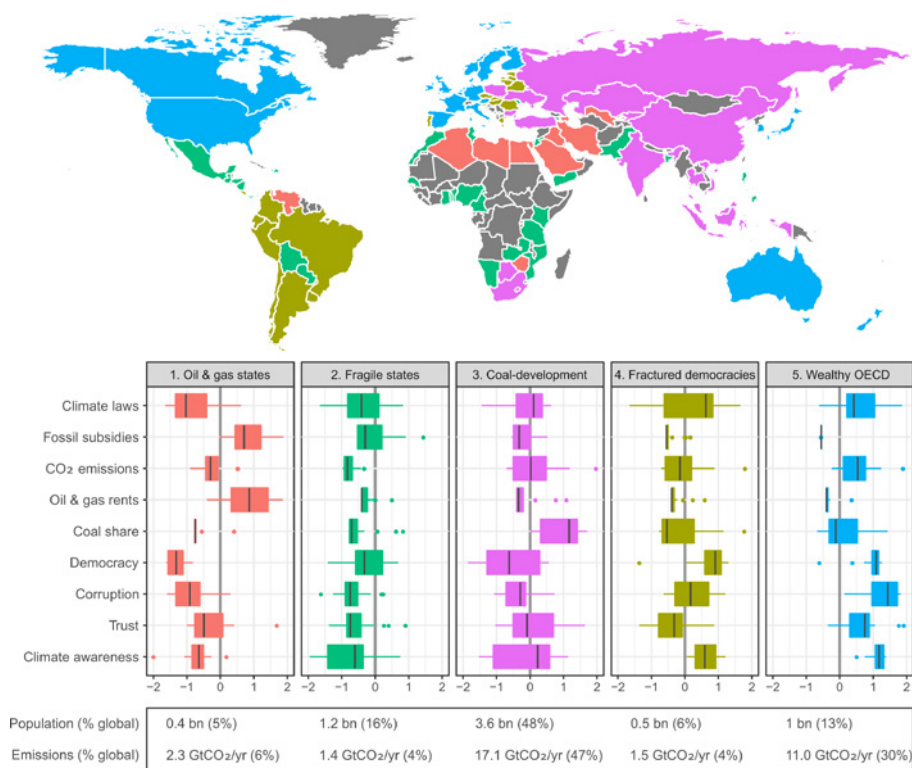 1. Oil & gas states 2. Fragile states 3. Coal-development 4. Fractured democracies 5. Wealthy OECD
Climate laws
Fossil subsidies
CO₂ emissions
Oil & gas rents
Coal share
Democracy
Corruption
Trust
Climate awareness
−2 −1 0 1 2 −2 −1 0 1 2 −2 −1 0 1 2 −2 −1 0 1 2 −2 −1 0 1 2
Population (% global) 0.4 bn (5%) 1.2 bn (16%) 3.6 bn (48%) 0.5 bn (6%) 1 bn (13%)
Emissions (% global) 2.3 GtCO₂/yr (6%) 1.4 GtCO₂/yr (4%) 17.1 GtCO₂/yr (47%) 1.5 GtCO₂/yr (4%) 11.0 GtCO₂/yr (30%)